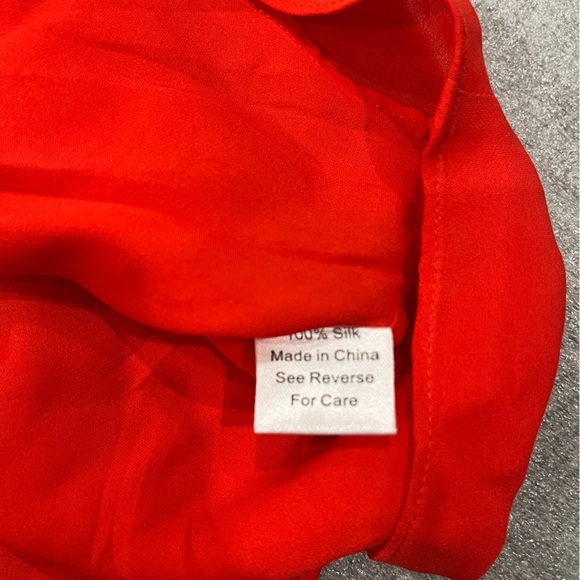 100% Silk
Made in China
See Reverse
For Care